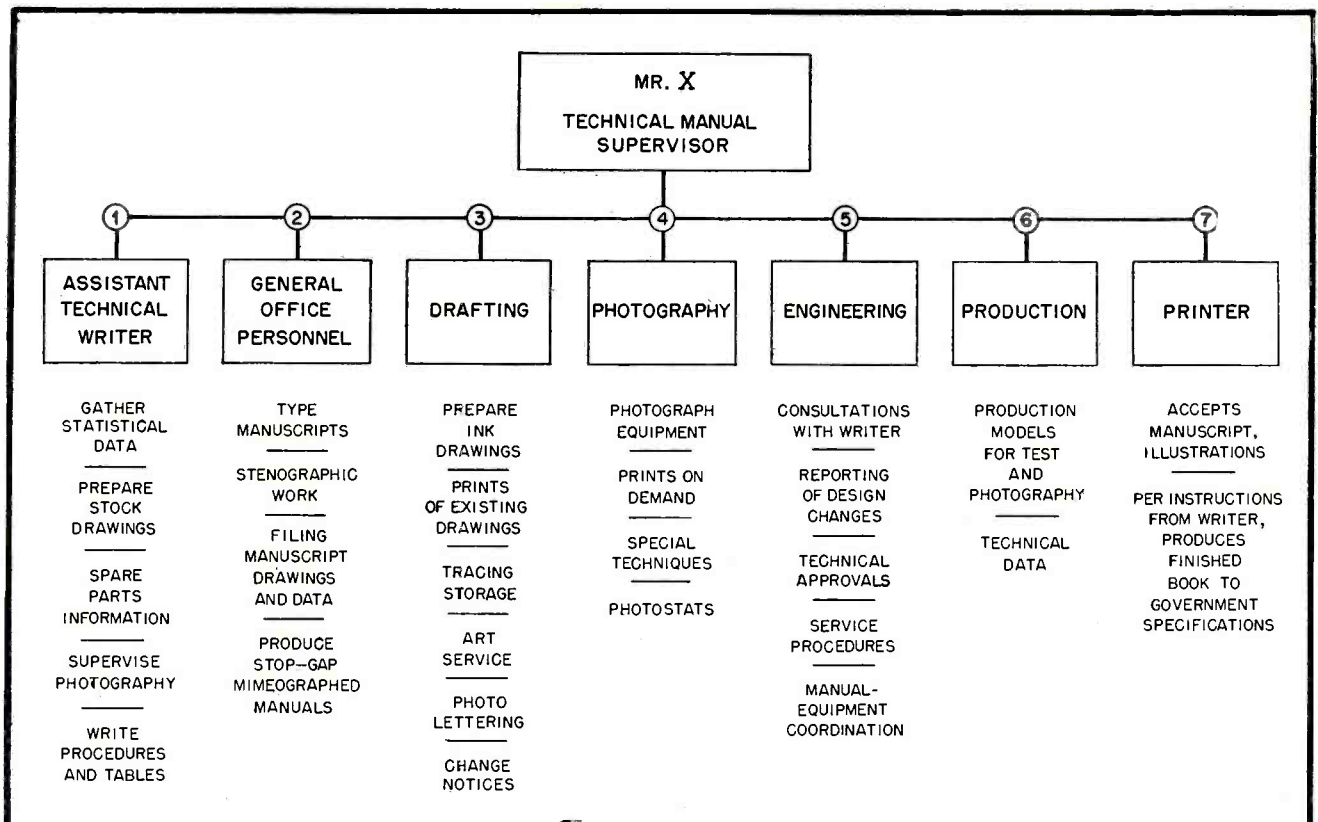 MR. X
TECHNICAL MANUAL
SUPERVISOR
1
2
3
4
5
6
7
ASSISTANT
TECHNICAL
WRITER
GATHER
STATISTICAL
DATA
PREPARE
STOCK
DRAWINGS
SPARE
PARTS
INFORMATION
SUPERVISE
PHOTOGRAPHY
WRITE
PROCEDURES
AND TABLES
GENERAL
OFFICE
PERSONNEL
TYPE
MANUSCRIPTS
STENOGRAPHIC
WORK
FILING
MANUSCRIPT
DRAWINGS
AND DATA
PRODUCE
STOP-GAP
MIMEOGRAPHED
MANUALS
DRAFTING
PREPARE
INK
DRAWINGS
PRINTS
OF EXISTING
DRAWINGS
TRACING
STORAGE
ART
SERVICE
PHOTO
LETTERING
CHANGE
NOTICES
PHOTOGRAPHY
PHOTOGRAPH
EQUIPMENT
PRINTS ON
DEMAND
SPECIAL
TECHNIQUES
PHOTOSTATS
ENGINEERING
CONSULTATIONS
WITH WRITER
REPORTING
OF DESIGN
CHANGES
TECHNICAL
APPROVALS
SERVICE
PROCEDURES
MANUAL-
EQUIPMENT
COORDINATION
PRODUCTION
PRODUCTION
MODELS
FOR TEST
AND
PHOTOGRAPHY
TECHNICAL
DATA
PRINTER
ACCEPTS
MANUSCRIPT,
ILLUSTRATIONS
PER INSTRUCTIONS
FROM WRITER,
PRODUCES
FINISHED
BOOK TO
GOVERNMENT
SPECIFICATIONS